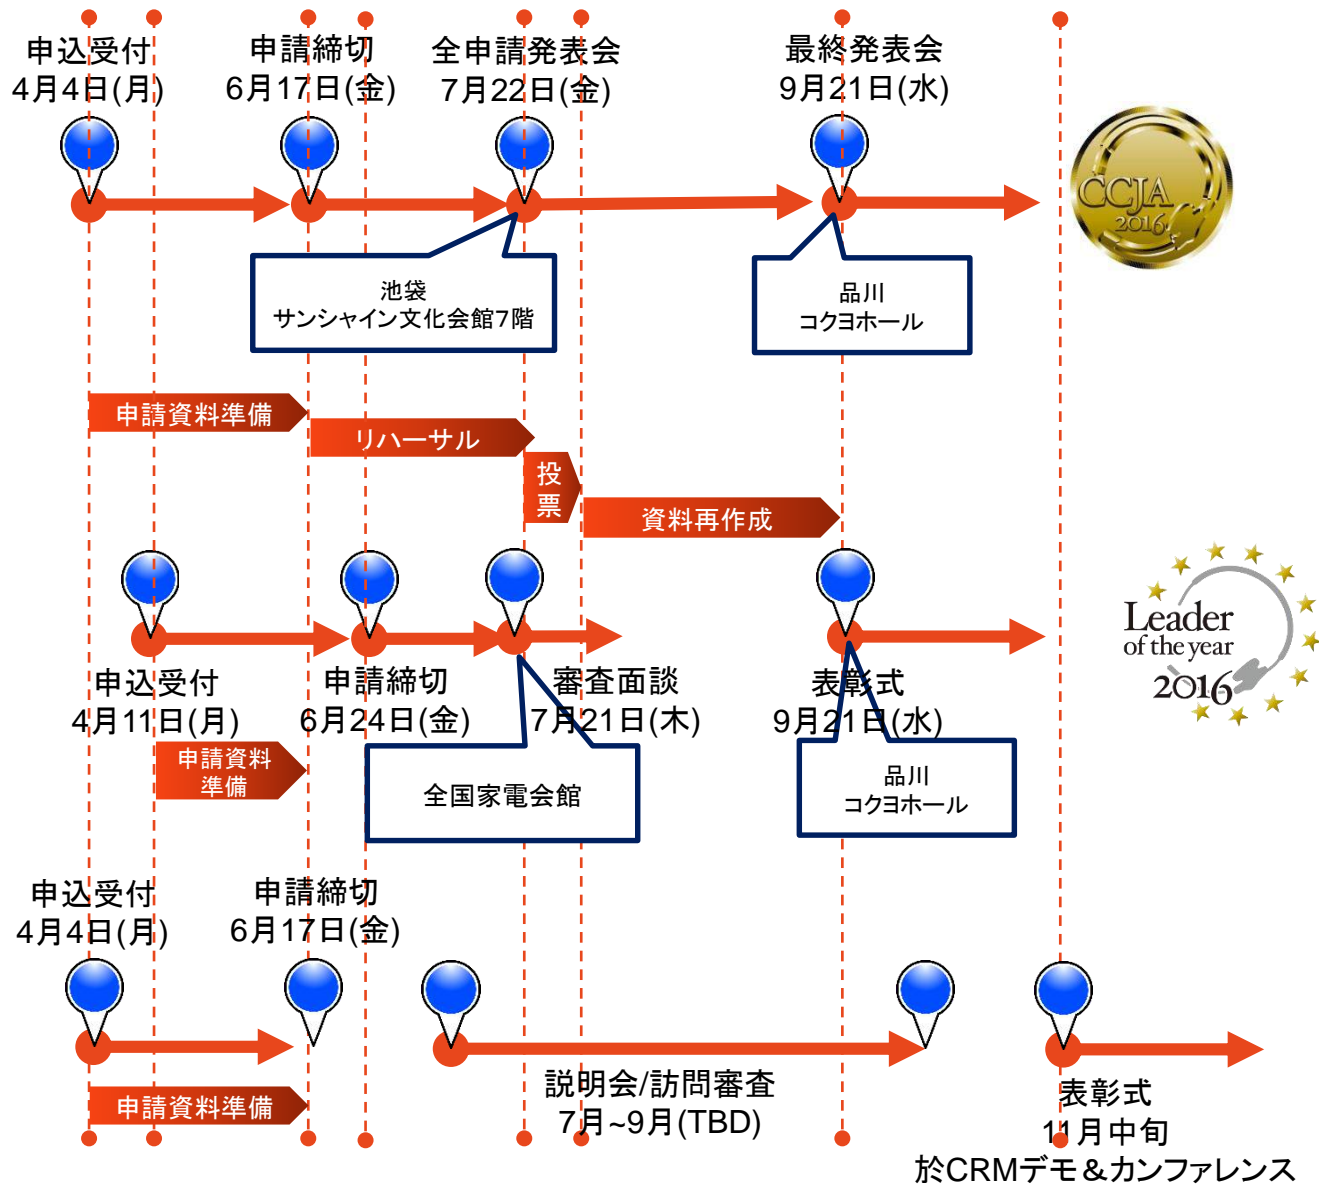 申込受付
4月4日(月)
申請締切
6月17日(金)
全申請発表会
7月22日(金)
最終発表会
9月21日(水)
CCJA
2016
池袋
サンシャイン文化会館7階
品川
コクヨホール
申請資料準備
リハーサル
投
票
資料再作成
Leader
of the year
2016
申込受付
4月11日(月)
申請締切
6月24日(金)
審査面談
7月21日(木)
表彰式
9月21日(水)
申請資料
準備
全国家電会館
品川
コクヨホール
申込受付
4月4日(月)
申請締切
6月17日(金)
申請資料準備
説明会/訪問審査
7月~9月(TBD)
表彰式
11月中旬
於CRMデモ＆カンファレンス